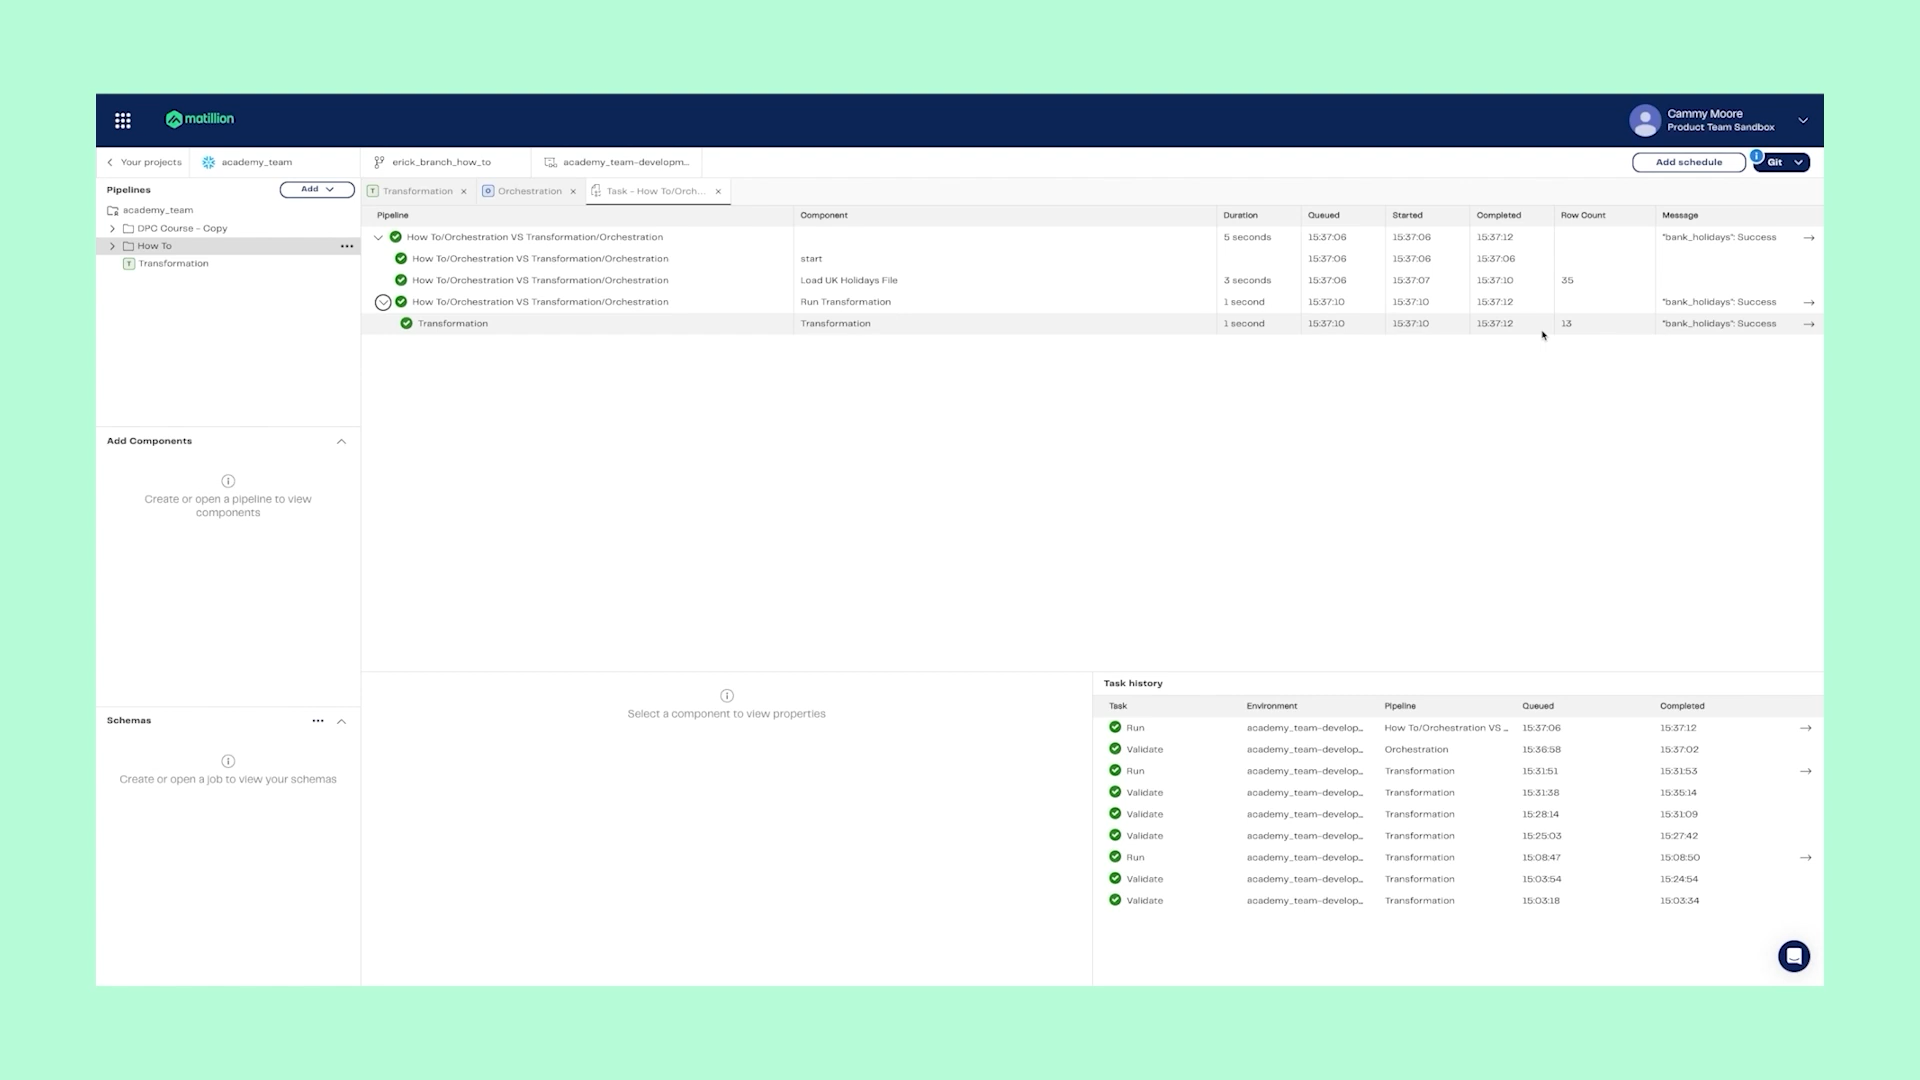 matillion
Cammy Moore
Product Team Sandbox
Your projects academy_team erick_branch_how_to academy_team-developm... Add schedule i Git
Pipelines Add T Transformation × O Orchestration × Task - How To/Orch... ×
academy_team
DPC Course - Copy
How To ...
T Transformation
Pipeline Component Duration Queued Started Completed Row Count Message
How To/Orchestration VS Transformation/Orchestration 5 seconds 15:37:06 15:37:06 15:37:12 "bank_holidays": Success →
How To/Orchestration VS Transformation/Orchestration start 15:37:06 15:37:06 15:37:06
How To/Orchestration VS Transformation/Orchestration Load UK Holidays File 3 seconds 15:37:06 15:37:07 15:37:10 35
How To/Orchestration VS Transformation/Orchestration Run Transformation 1 second 15:37:10 15:37:10 15:37:12 "bank_holidays": Success →
Transformation Transformation 1 second 15:37:10 15:37:10 15:37:12 13 "bank_holidays": Success →
Add Components
Create or open a pipeline to view
components
Schemas ...
Create or open a job to view your schemas
Select a component to view properties
Task history
Task Environment Pipeline Queued Completed
Run academy_team-develop... How To/Orchestration VS ... 15:37:06 15:37:12 →
Validate academy_team-develop... Orchestration 15:36:58 15:37:02
Run academy_team-develop... Transformation 15:31:51 15:31:53 →
Validate academy_team-develop... Transformation 15:31:38 15:35:14
Validate academy_team-develop... Transformation 15:28:14 15:31:09
Validate academy_team-develop... Transformation 15:25:03 15:27:42
Run academy_team-develop... Transformation 15:08:47 15:08:50 →
Validate academy_team-develop... Transformation 15:03:54 15:24:54
Validate academy_team-develop... Transformation 15:03:18 15:03:34